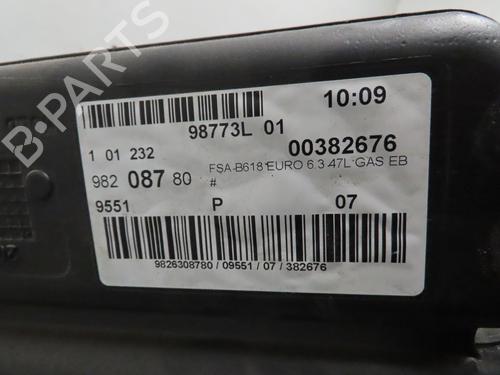 98773L 01
10:09
1 01 232
00382676
982 087 80
FSA-B618 EURO 6.3 47L GAS EB
#
9551
P
07
9826308780 / 09551 / 07 / 382676
B-PARTS